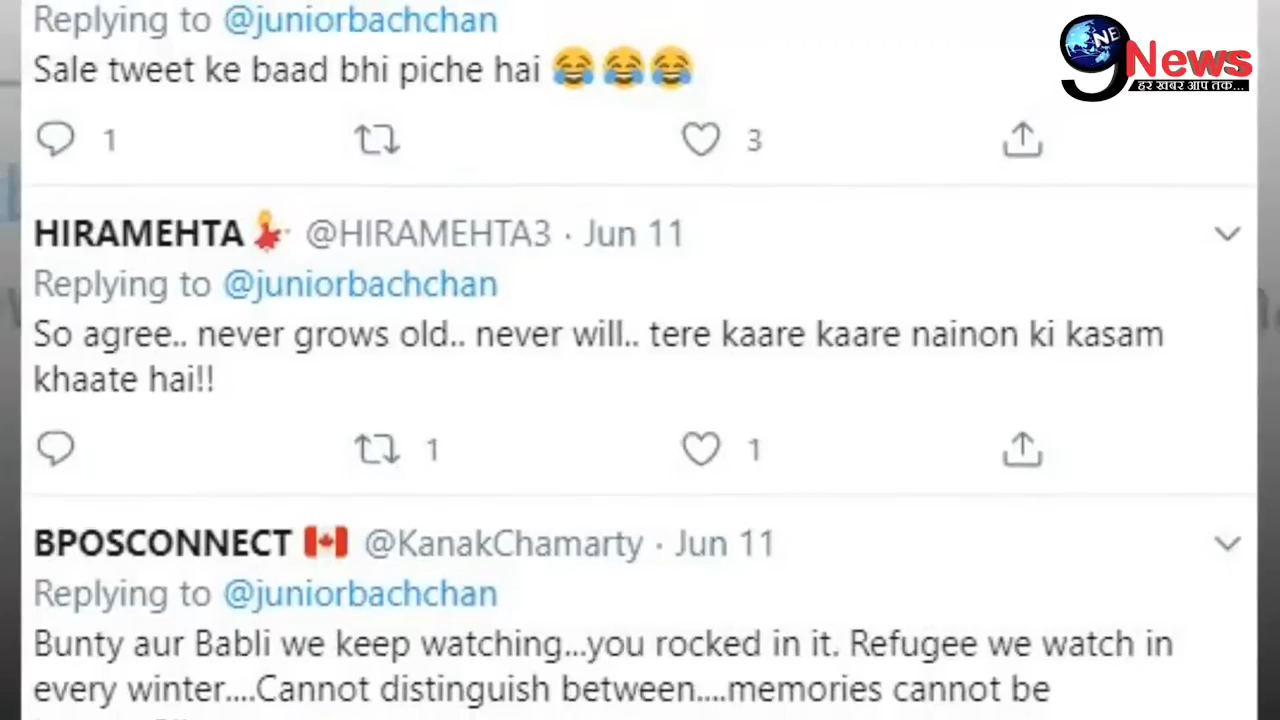 Replying to @juniorbachchan
Sale tweet ke baad bhi piche hai 😂😂😂
1
3
HIRAMEHTA💃 @HIRAMEHTA3 · Jun 11
Replying to @juniorbachchan
So agree.. never grows old.. never will.. tere kaare kaare nainon ki kasam
khaate hai!!
1
1
BPOSCONNECT 🇨🇦 @KanakChamarty · Jun 11
Replying to @juniorbachchan
Bunty aur Babli we keep watching...you rocked in it. Refugee we watch in
every winter....Cannot distinguish between....memories cannot be
9 NE News
हर खबर आप तक...